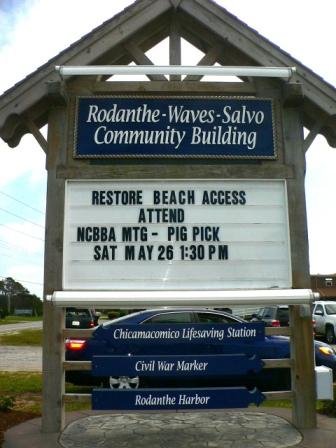 Rodanthe-Waves-Salvo
Community Building
RESTORE BEACH ACCESS
ATTEND
NCBBA MTG - PIG PICK
SAT MAY 26 1:30 PM
Chicamacomico Lifesaving Station
Civil War Marker
Rodanthe Harbor